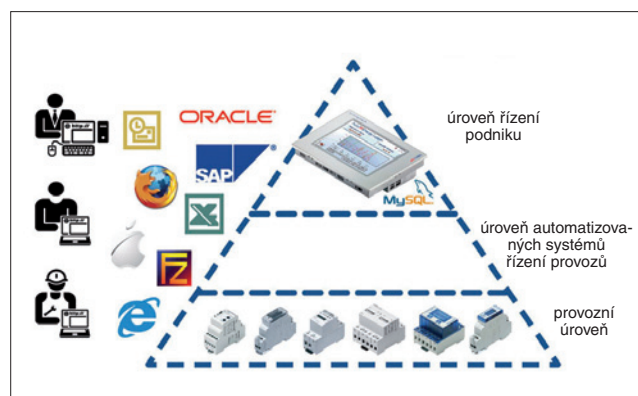 ORACLE
SAP
MySQL
úroveň řízení
podniku
úroveň automatizova-
ných systémů
řízení provozů
provozní
úroveň